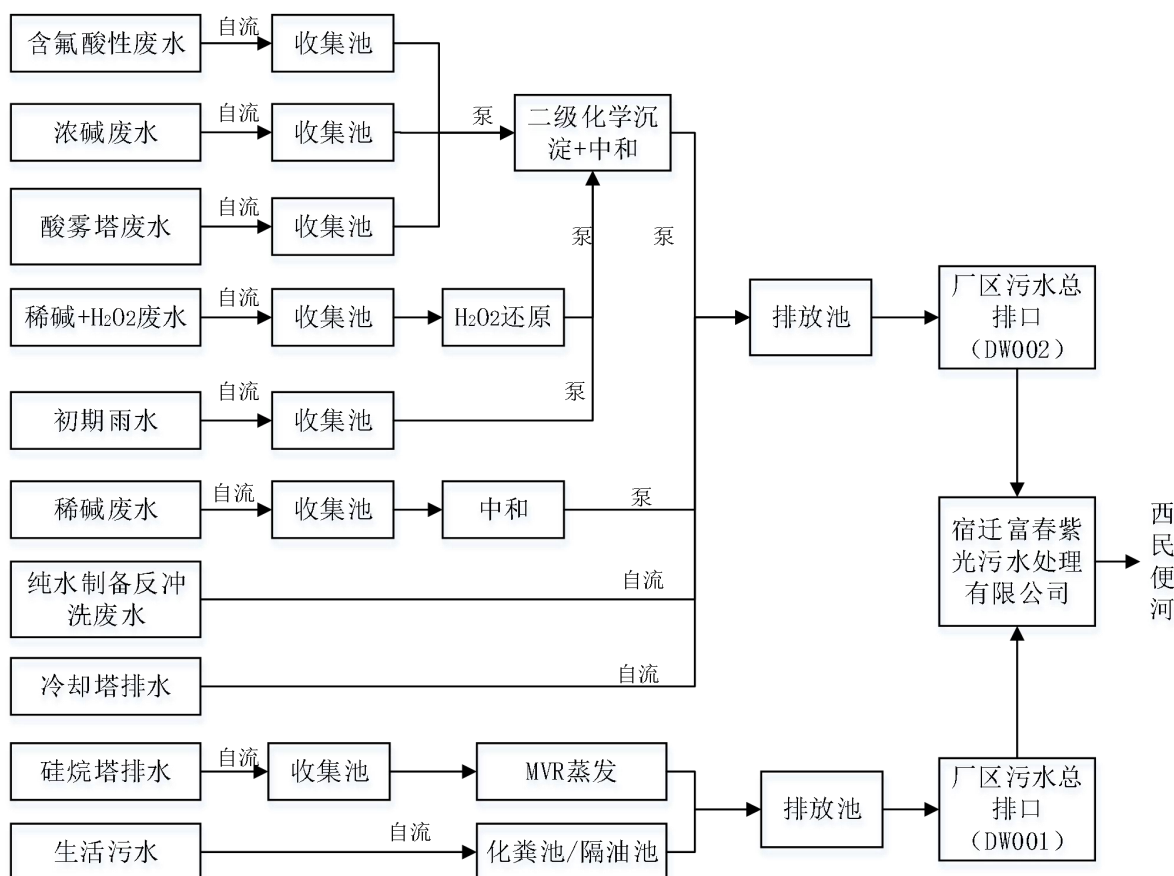 含氟酸性废水
自流
收集池
浓碱废水
自流
收集池
泵
二级化学沉
淀+中和
酸雾塔废水
自流
收集池
泵
泵
稀碱+H₂O2废水
自流
收集池
H₂O2还原
排放池
厂区污水总
排口
（DW002）
初期雨水
自流
收集池
泵
稀碱废水
自流
收集池
中和
泵
宿迁富春紫
光污水处理
有限公司
西
民
便
河
纯水制备反冲
洗废水
自流
冷却塔排水
自流
硅烷塔排水
自流
收集池
MVR蒸发
排放池
厂区污水总
排口
（DW001）
生活污水
自流
化粪池/隔油池